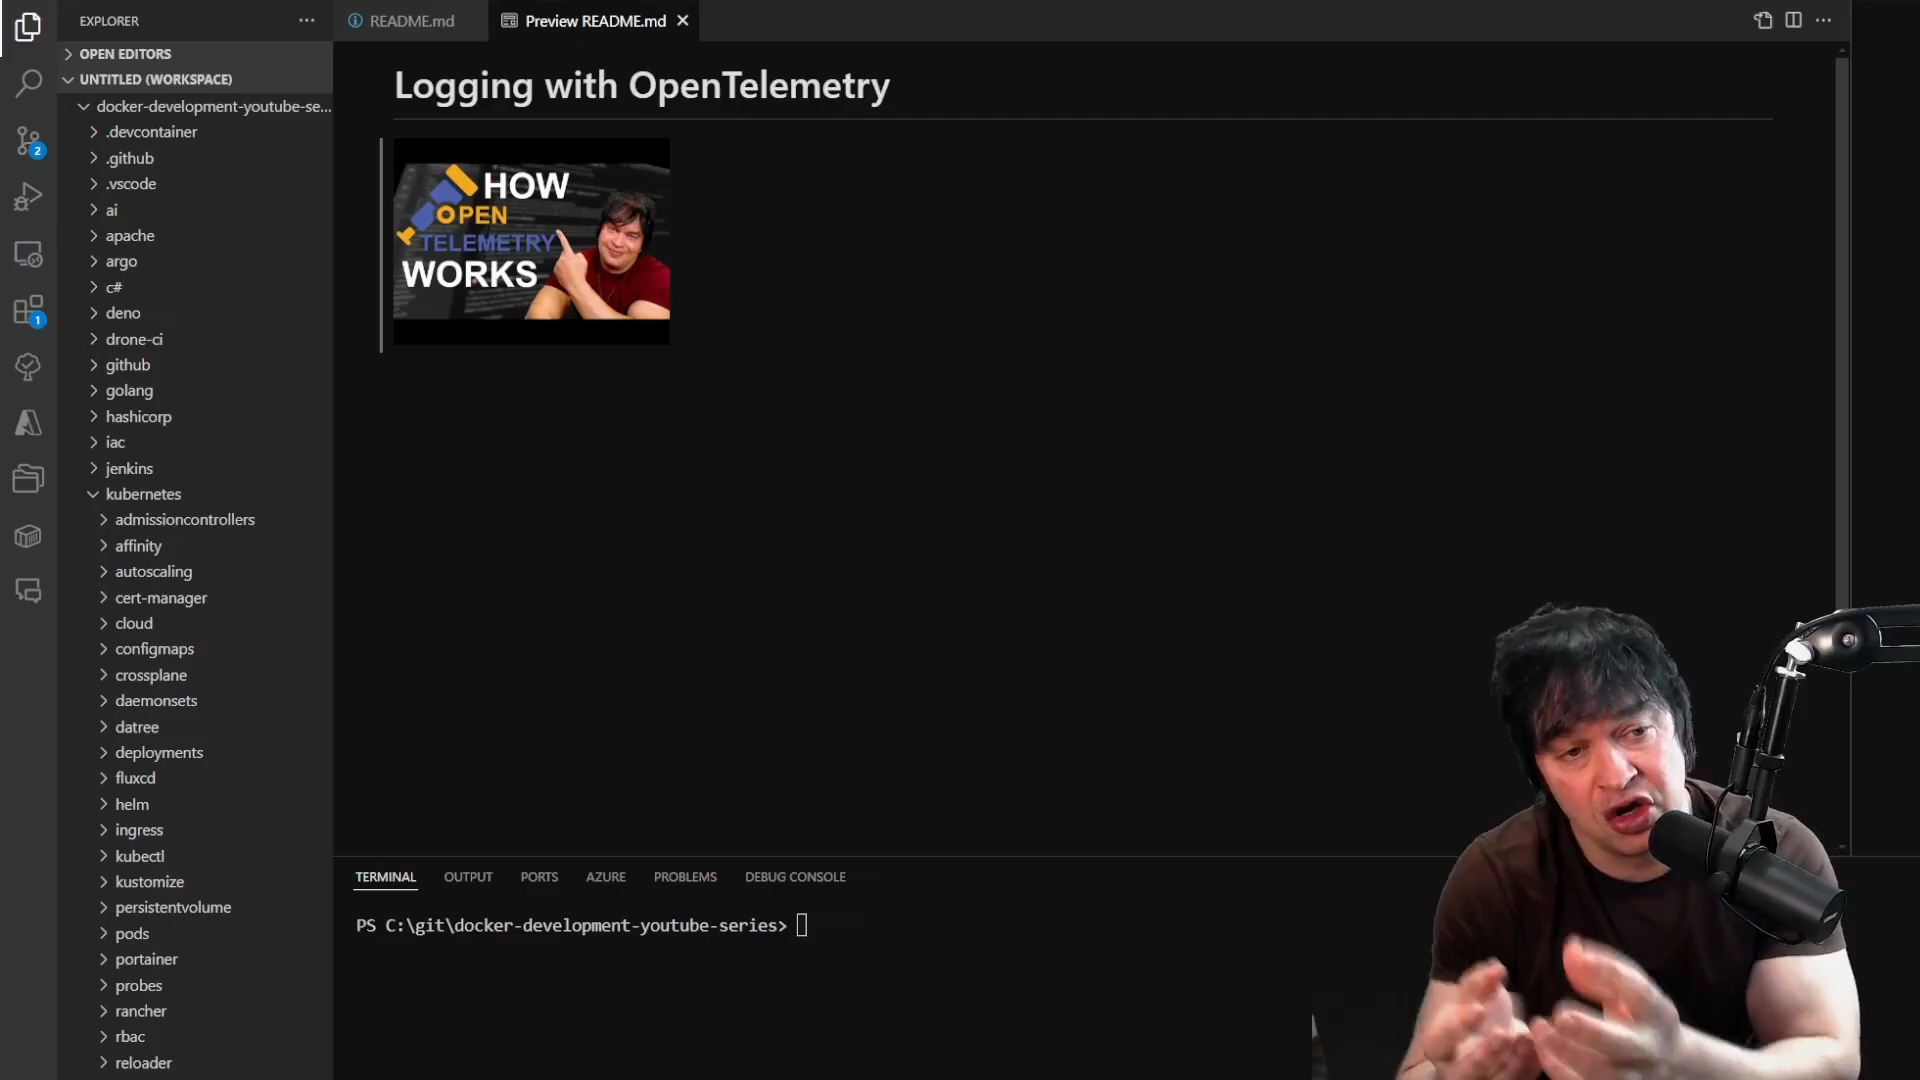 EXPLORER
README.md
Preview README.md
OPEN EDITORS
UNTITLED (WORKSPACE)
docker-development-youtube-se...
.devcontainer
.github
.vscode
ai
apache
argo
c#
deno
drone-ci
github
golang
hashicorp
iac
jenkins
kubernetes
admissioncontrollers
affinity
autoscaling
cert-manager
cloud
configmaps
crossplane
daemonsets
datree
deployments
fluxcd
helm
ingress
kubectl
kustomize
persistentvolume
pods
portainer
probes
rancher
rbac
reloader
2
1
Logging with OpenTelemetry
HOW
OPEN
TELEMETRY
WORKS
TERMINAL OUTPUT PORTS AZURE PROBLEMS DEBUG CONSOLE
PS C:\git\docker-development-youtube-series>